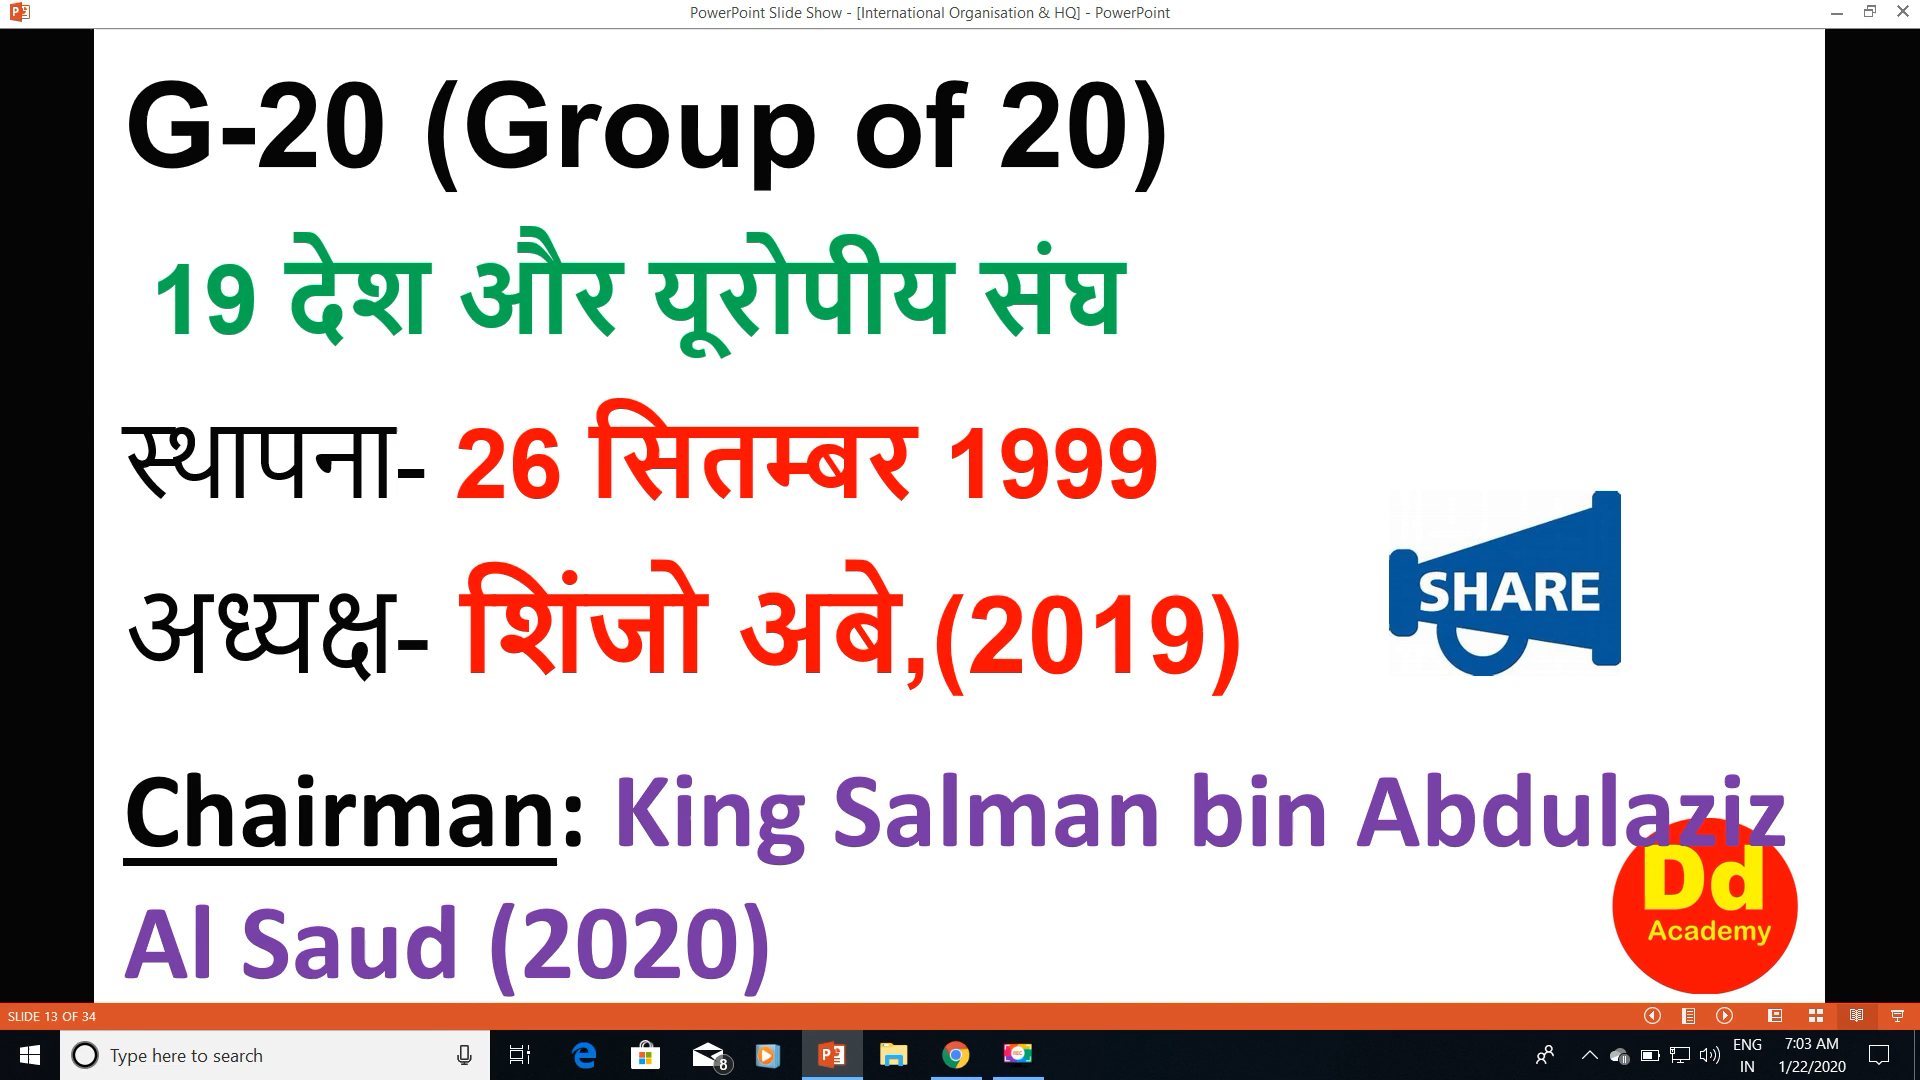 PowerPoint Slide Show - [International Organisation & HQ] - PowerPoint
G-20 (Group of 20)
19 देश और यूरोपीय संघ
स्थापना- 26 सितम्बर 1999
अध्यक्ष- शिंजो अबे,(2019)
SHARE
Chairman: King Salman bin Abdulaziz
Al Saud (2020)
Dd
Academy
SLIDE 13 OF 34
Type here to search
8
ENG
IN
7:03 AM
1/22/2020